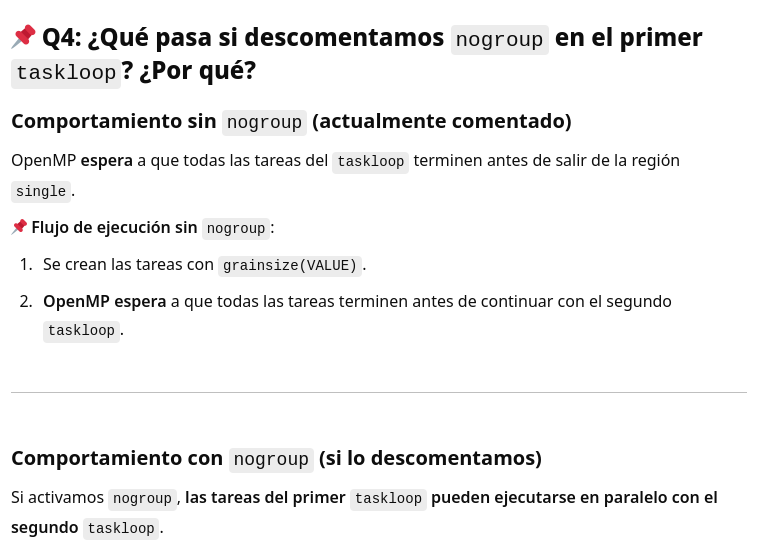 📌 Q4: ¿Qué pasa si descomentamos nogroup en el primer
taskloop? ¿Por qué?
Comportamiento sin nogroup (actualmente comentado)
OpenMP espera a que todas las tareas del taskloop terminen antes de salir de la región
single.
📌 Flujo de ejecución sin nogroup:
1. Se crean las tareas con grainsize(VALUE).
2. OpenMP espera a que todas las tareas terminen antes de continuar con el segundo
taskloop.
Comportamiento con nogroup (si lo descomentamos)
Si activamos nogroup, las tareas del primer taskloop pueden ejecutarse en paralelo con el
segundo taskloop.